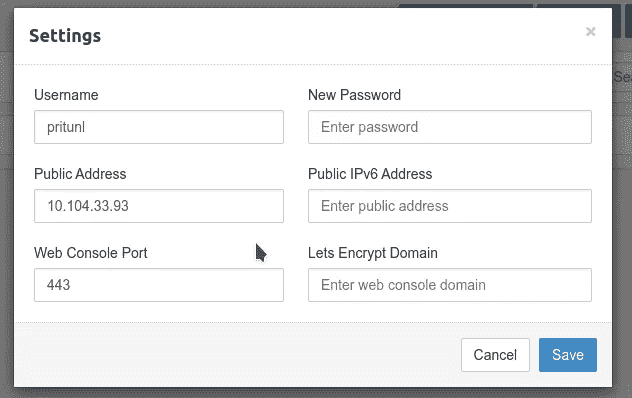 Settings
×
Username New Password
pritunl Enter password
Public Address Public IPv6 Address
10.104.33.93 Enter public address
Web Console Port Lets Encrypt Domain
443 Enter web console domain
Cancel Save